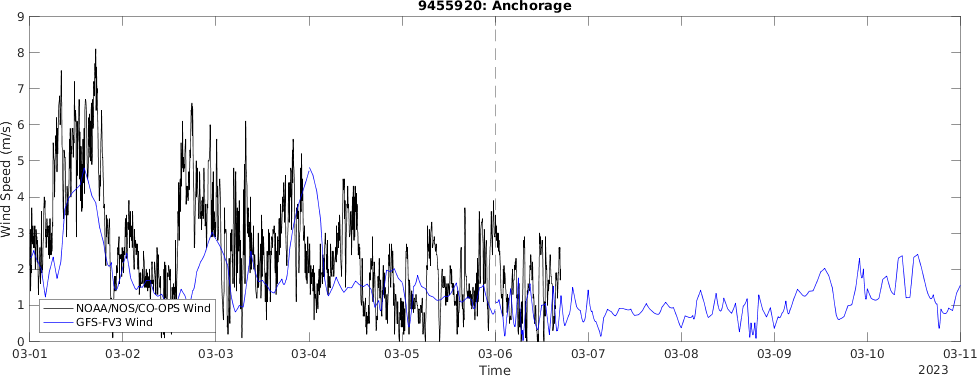 9455920: Anchorage
Wind Speed (m/s)
9
8
7
6
5
4
3
2
1
0
NOAA/NOS/CO-OPS Wind
GFS-FV3 Wind
03-01 03-02 03-03 03-04 03-05 03-06 03-07 03-08 03-09 03-10 03-11
Time
2023